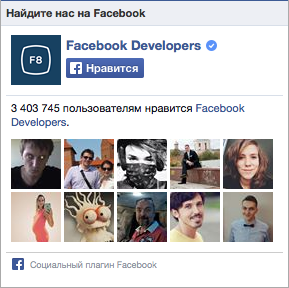 Найдите нас на Facebook
F8
Facebook Developers
Нравится
3 403 745 пользователям нравится Facebook
Developers.
Социальный плагин Facebook